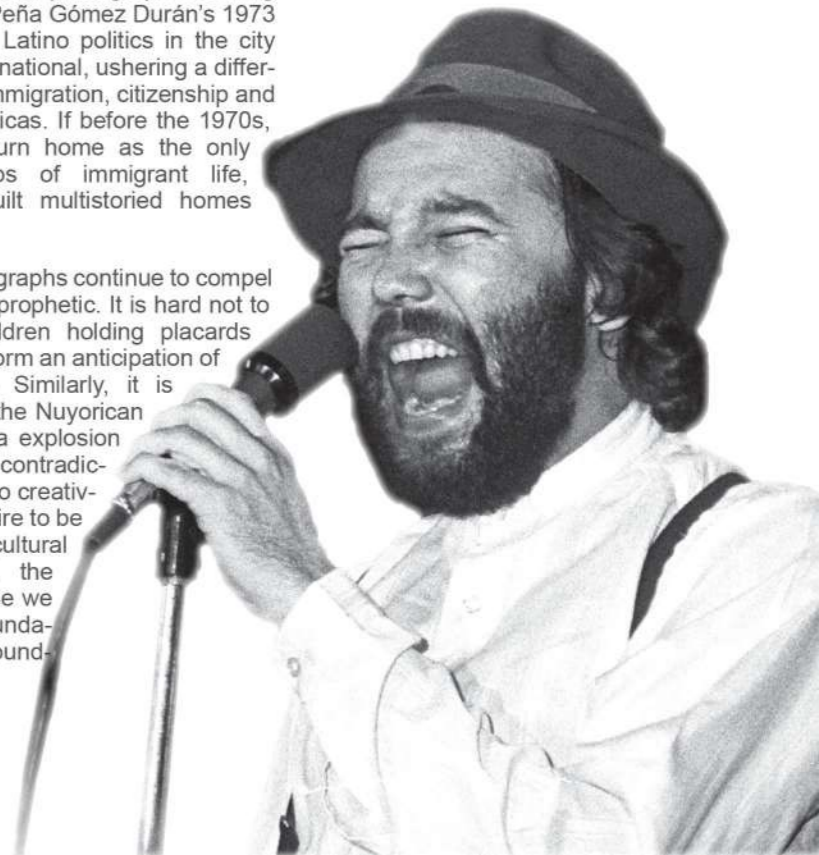 Peña Gómez Durán’s 1973
Latino politics in the city
national, ushering a differ-
nmigration, citizenship and
icas. If before the 1970s,
urn home as the only
os of immigrant life,
uilt multistoried homes
graphs continue to compel
prophetic. It is hard not to
ldren holding placards
orm an anticipation of
Similarly, it is
the Nuyorican
a explosion
contradic-
o creativ-
ire to be
cultural
the
e we
unda-
ound-